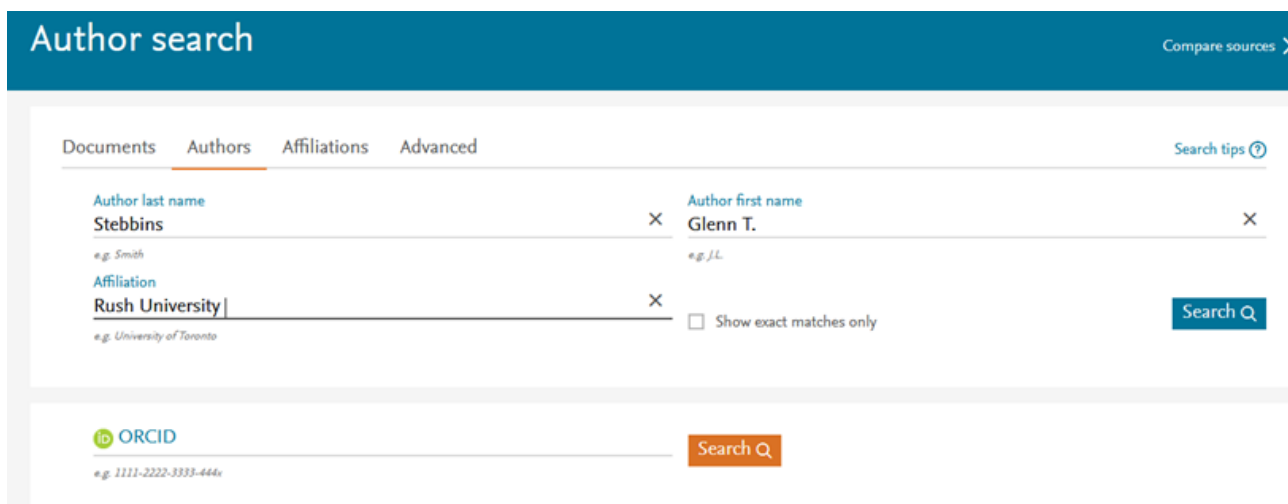 Author search
Compare sources
Documents Authors Affiliations Advanced
Search tips
Author last name
Author first name
Stebbins
Glenn T.
e.g. Smith
e.g. J.L.
Affiliation
Rush University
e.g. University of Toronto
Show exact matches only
Search
iD ORCID
Search
e.g. 1111-2222-3333-444x